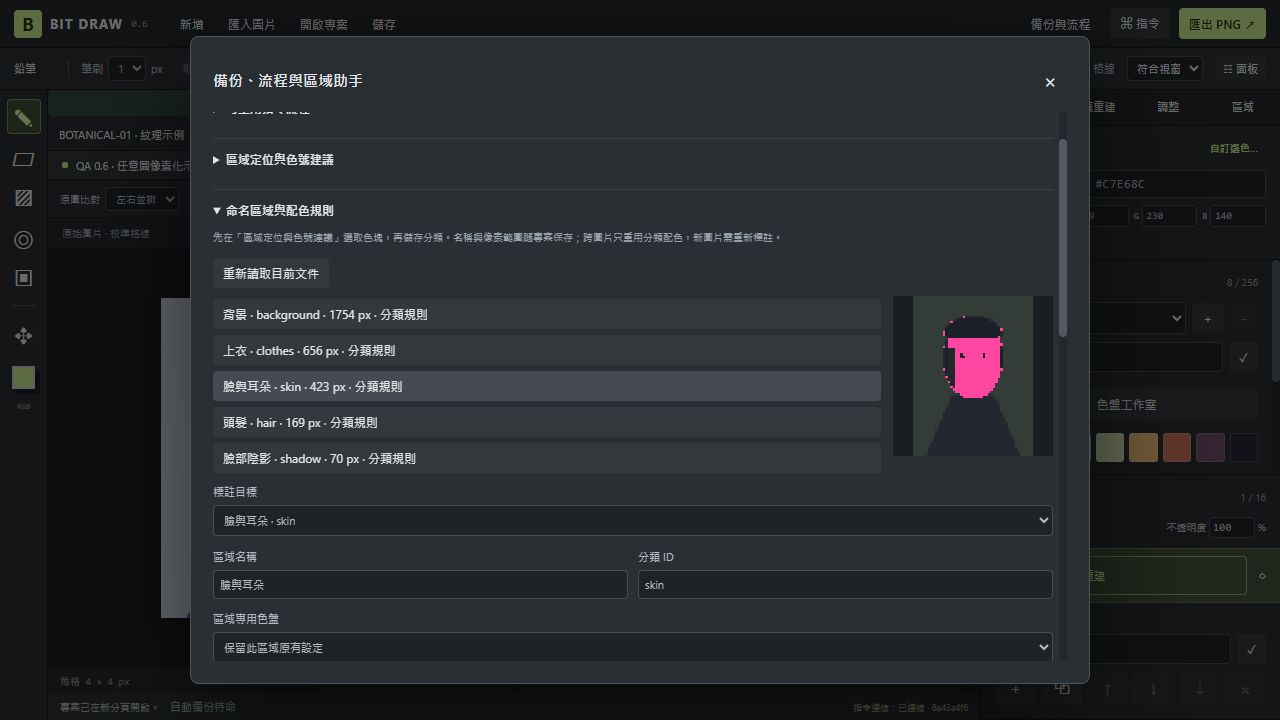 B BIT DRAW 0.6 新增 匯入圖片 開啟專案 儲存 備份與流程 ⌘ 指令 匯出 PNG ↗
鉛筆 筆刷 1 px 格線 符合視窗 面板
重建 調整 區域
BOTANICAL-01 · 紋理示例
QA 0.6 · 任意圖像素化示
原圖比對 左右並排
原始圖片 · 校準格線
RGB
每格 4 × 4 px
專案已在新分頁開啟。 自動備份待命
備份、流程與區域助手
×
▶ 區域定位與色號建議
▼ 命名區域與配色規則
先在「區域定位與色號建議」選取色塊，再儲存分類。名稱與像素範圍隨專案保存；跨圖片只重用分類配色，新圖片需重新標註。
重新讀取目前文件
背景 · background · 1754 px · 分類規則
上衣 · clothes · 656 px · 分類規則
臉與耳朵 · skin · 423 px · 分類規則
頭髮 · hair · 169 px · 分類規則
臉部陰影 · shadow · 70 px · 分類規則
標註目標
臉與耳朵 · skin
區域名稱 分類 ID
臉與耳朵 skin
區域專用色盤
保留此區域原有設定
自訂選色…
#C7E68C
9 G 230 B 140
8 / 256
+ −
✓
色盤工作室
1 / 16
不透明度 100 %
建
✓
+ ↑ ↓ ×
指令連線：已連線 · 6a43a4f6